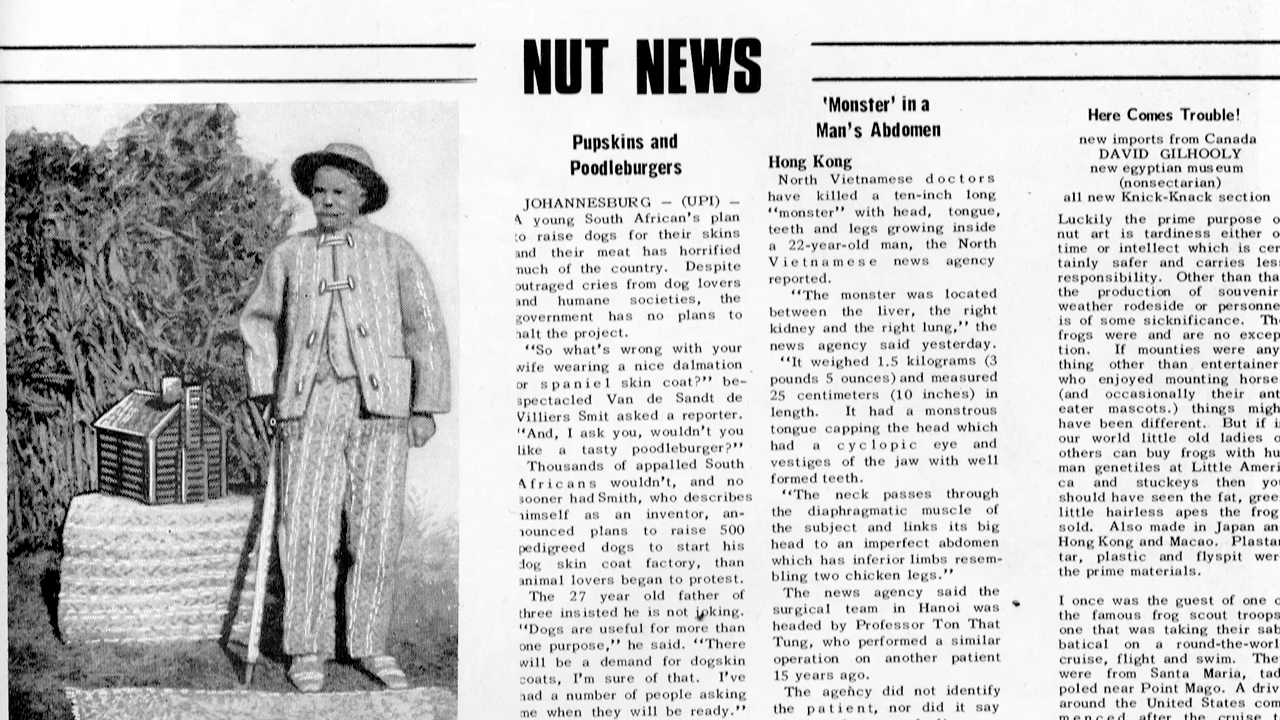 NUT NEWS
Pupskins and
Poodleburgers
JOHANNESBURG — (UPI) —
A young South African's plan
to raise dogs for their skins
and their meat has horrified
much of the country. Despite
outraged cries from dog lovers
and humane societies, the
government has no plans to
halt the project.
"So what's wrong with your
wife wearing a nice dalmation
or spaniel skin coat?" be-
spectacled Van de Sandt de
Villiers Smit asked a reporter.
"And, I ask you, wouldn't you
like a tasty poodleburger?"
Thousands of appalled South
Africans wouldn't, and no
sooner had Smith, who describes
himself as an inventor, an-
nounced plans to raise 500
pedigreed dogs to start his
dog skin coat factory, than
animal lovers began to protest.
The 27 year old father of
three insisted he is not joking.
"Dogs are useful for more than
one purpose," he said. "There
will be a demand for dogskin
coats, I'm sure of that. I've
had a number of people asking
me when they will be ready."
'Monster' in a
Man's Abdomen
Hong Kong
North Vietnamese doctors
have killed a ten-inch long
"monster" with head, tongue,
teeth and legs growing inside
a 22-year-old man, the North
Vietnamese news agency
reported.
"The monster was located
between the liver, the right
kidney and the right lung," the
news agency said yesterday.
"It weighed 1.5 kilograms (3
pounds 5 ounces) and measured
25 centimeters (10 inches) in
length. It had a monstrous
tongue capping the head which
had a cyclopic eye and
vestiges of the jaw with well
formed teeth.
"The neck passes through
the diaphragmatic muscle of
the subject and links its big
head to an imperfect abdomen
which has inferior limbs resem-
bling two chicken legs."
The news agency said the
surgical team in Hanoi was
headed by Professor Ton That
Tung, who performed a similar
operation on another patient
15 years ago.
The agency did not identify
the patient, nor did it say
Here Comes Trouble!
new imports from Canada
DAVID GILHOOLY
new egyptian museum
(nonsectarian)
all new Knick-Knack section
Luckily the prime purpose o
nut art is tardiness either o
time or intellect which is cer
tainly safer and carries les
responsibility. Other than tha
the production of souvenir
weather rodeside or personne
is of some sicknificance. Th
frogs were and are no excep
tion. If mounties were any
thing other than entertainer
who enjoyed mounting horse
(and occasionally their ant
eater mascots.) things migh
have been different. But if i
our world little old ladies o
others can buy frogs with hu
man genetiles at Little Ameri
ca and stuckeys then you
should have seen the fat, gree
little hairless apes the frog
sold. Also made in Japan an
Hong Kong and Macao. Plasta
tar, plastic and flyspit wer
the prime materials.
I once was the guest of one o
the famous frog scout troops
one that was taking their sab
batical on a round-the-worl
cruise, flight and swim. The
were from Santa Maria, tad
poled near Point Mago. A driv
around the United States com
menced after the cruise